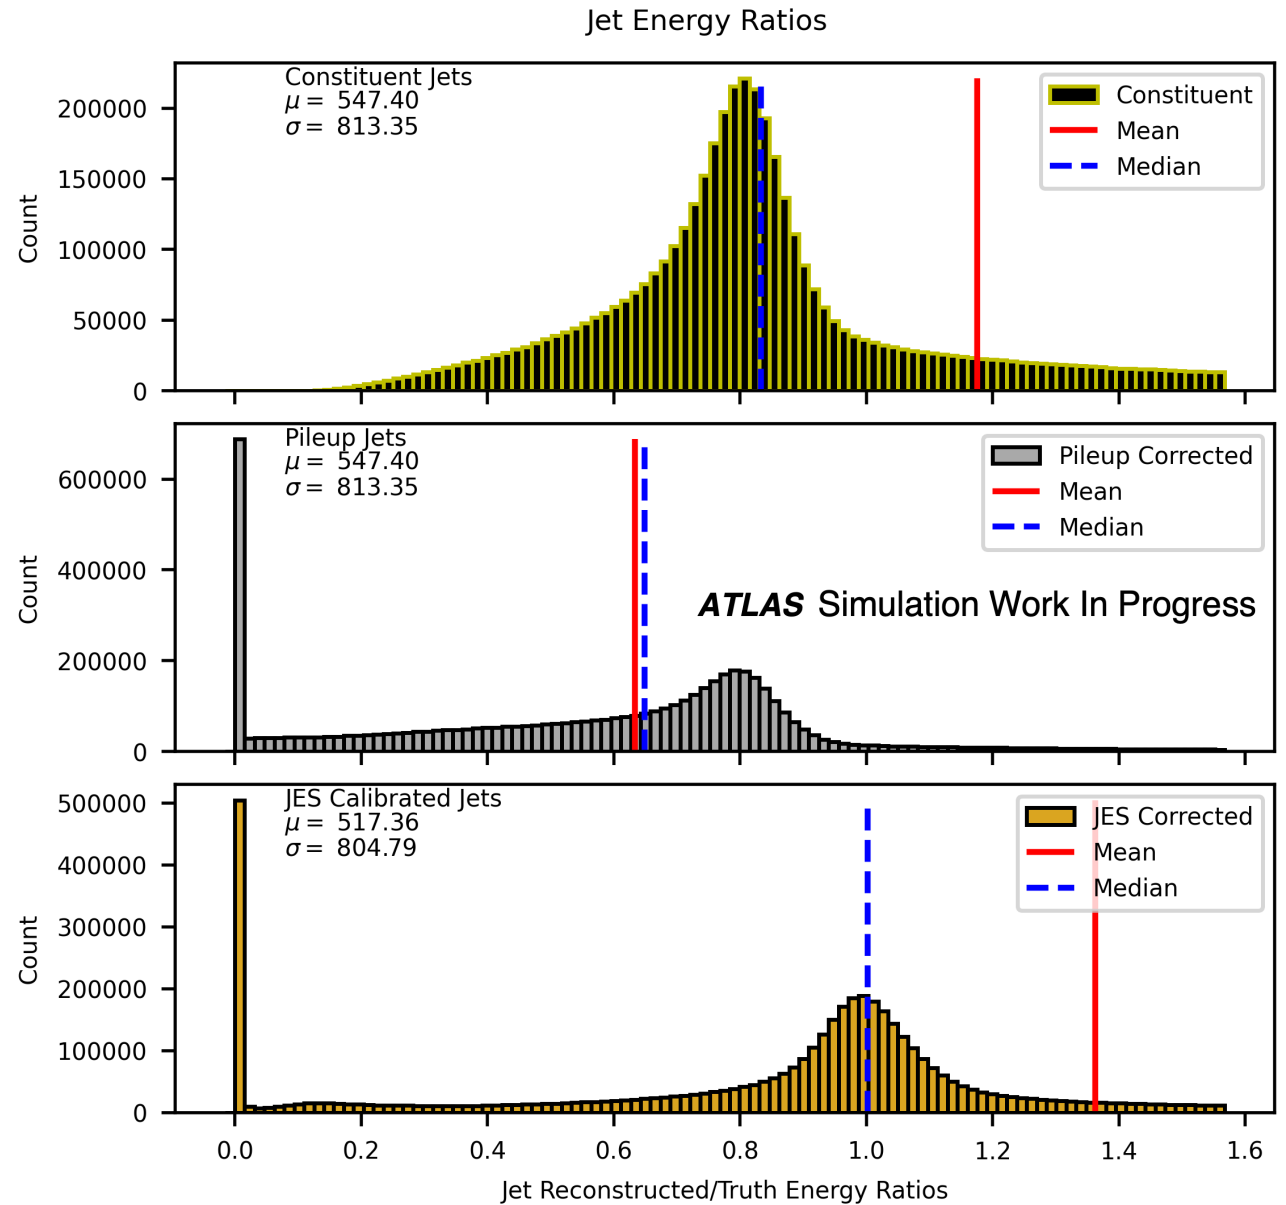 Jet Energy Ratios
Constituent Jets
μ = 547.40
σ = 813.35
Constituent
Mean
Median
200000
150000
100000
50000
0
Count
Pileup Jets
μ = 547.40
σ = 813.35
Pileup Corrected
Mean
Median
600000
400000
200000
0
Count
ATLAS Simulation Work In Progress
JES Calibrated Jets
μ = 517.36
σ = 804.79
JES Corrected
Mean
Median
500000
400000
300000
200000
100000
0
Count
0.0 0.2 0.4 0.6 0.8 1.0 1.2 1.4 1.6
Jet Reconstructed/Truth Energy Ratios